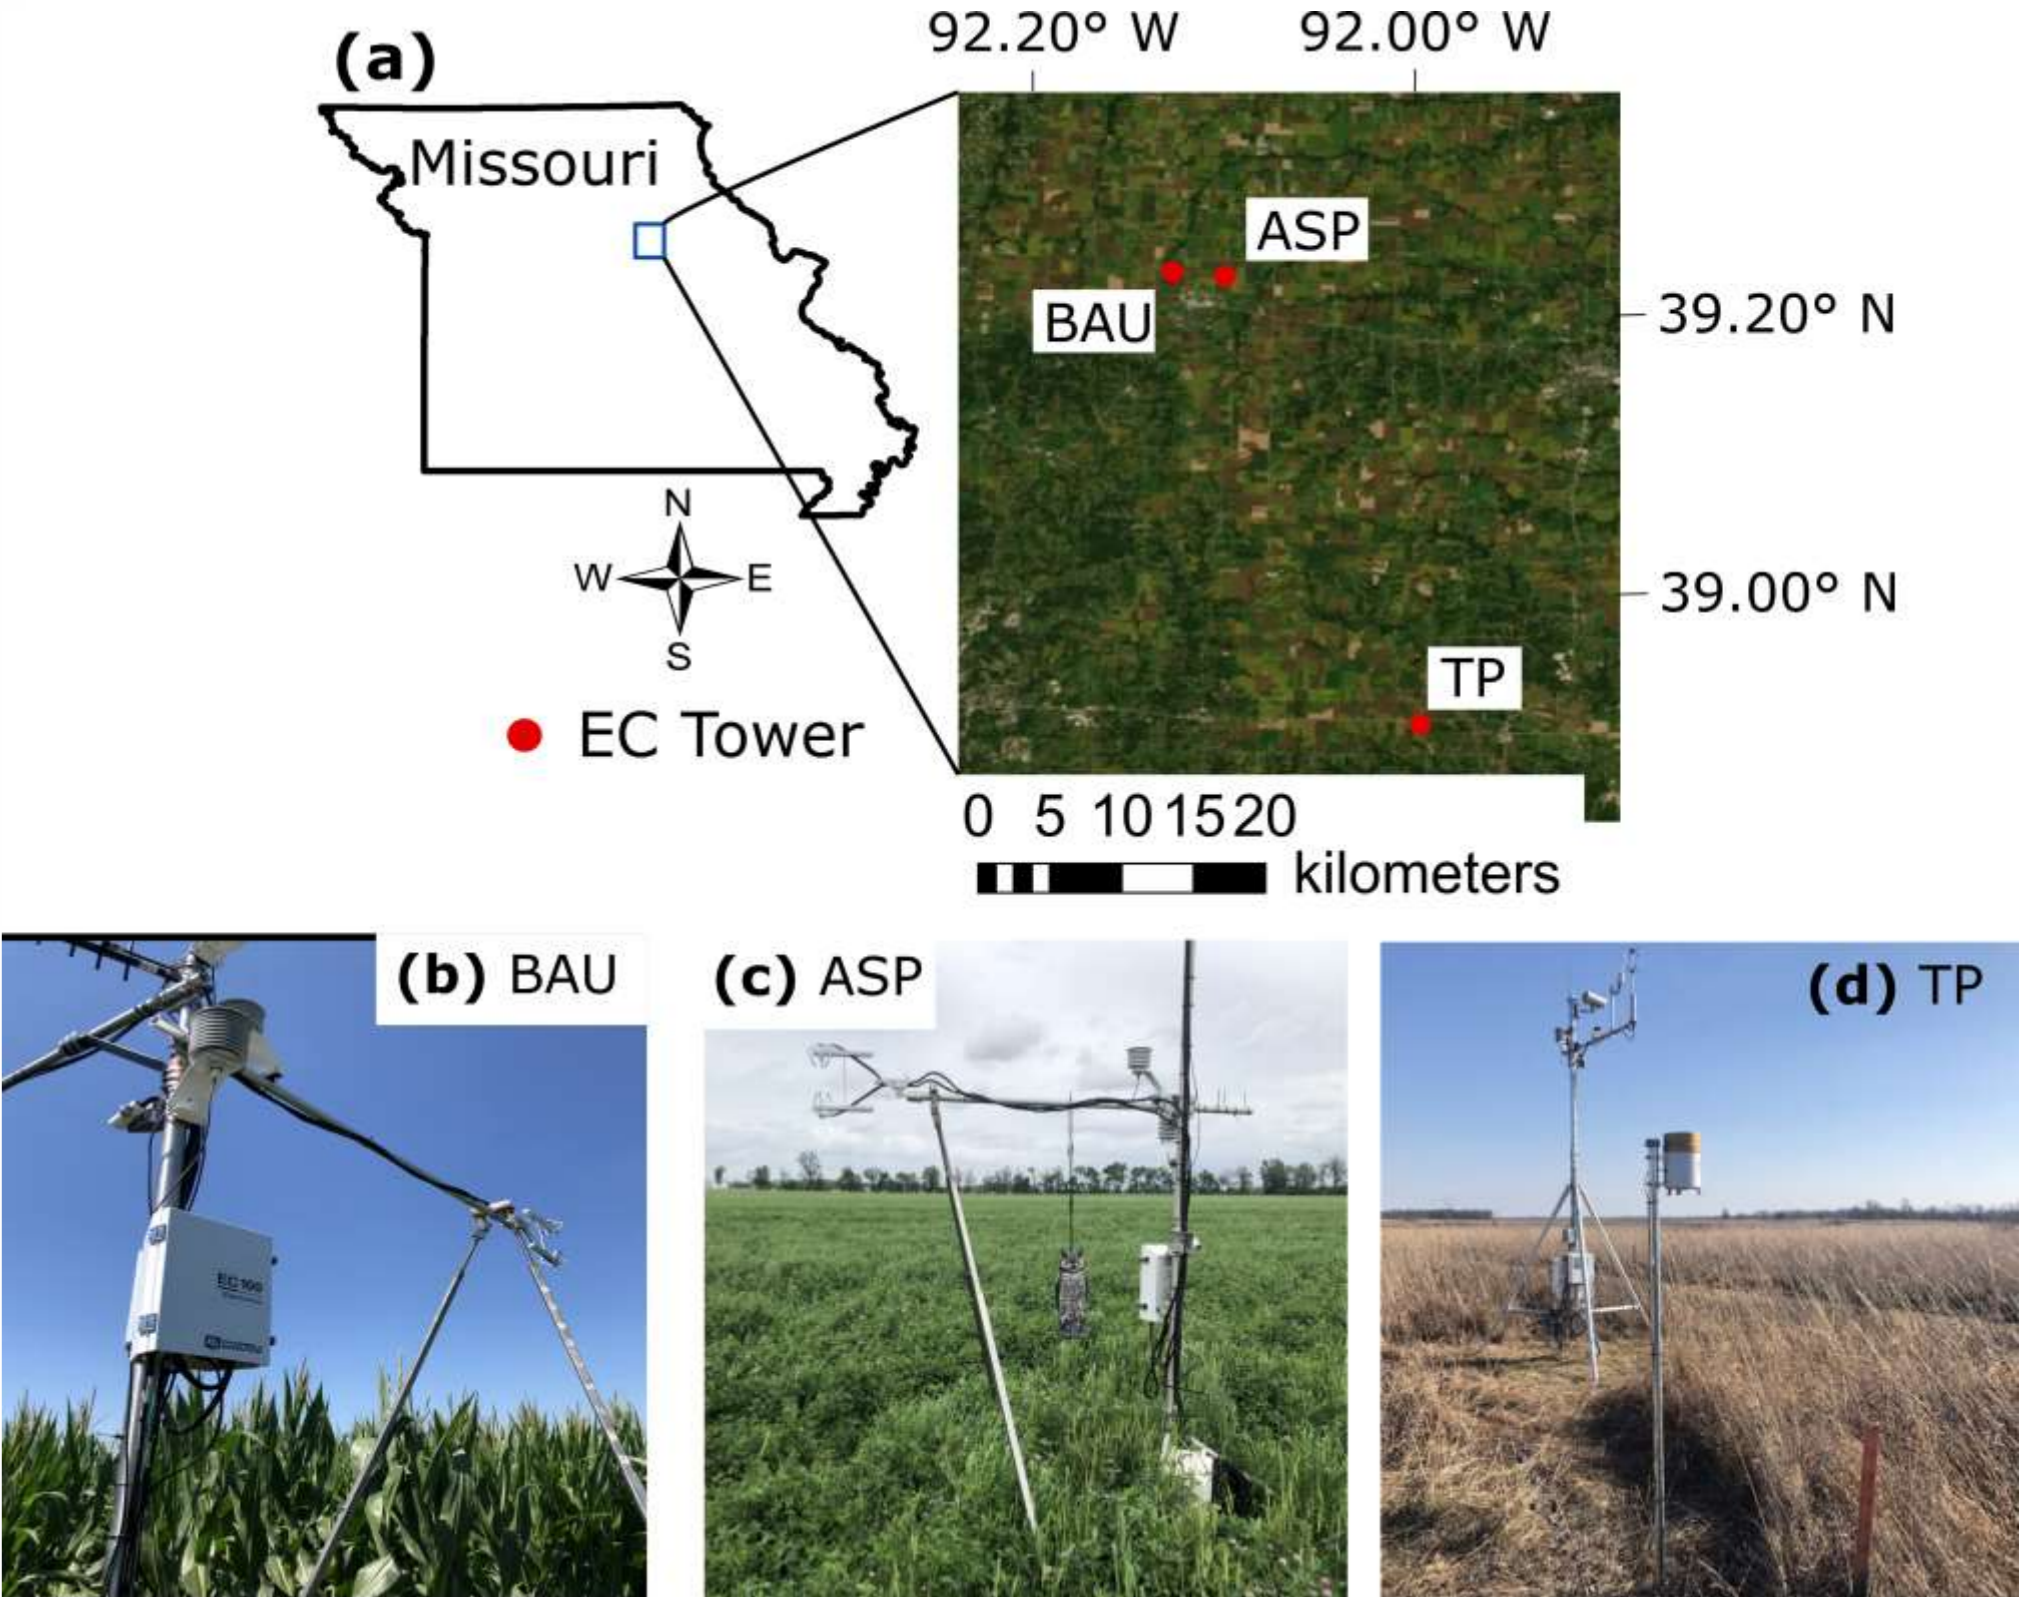 (a)
92.20° W
92.00° W
Missouri
ASP
BAU
39.20° N
39.00° N
N
W
E
S
TP
EC Tower
0 5 10 15 20
kilometers
(b) BAU
(c) ASP
(d) TP
EC100